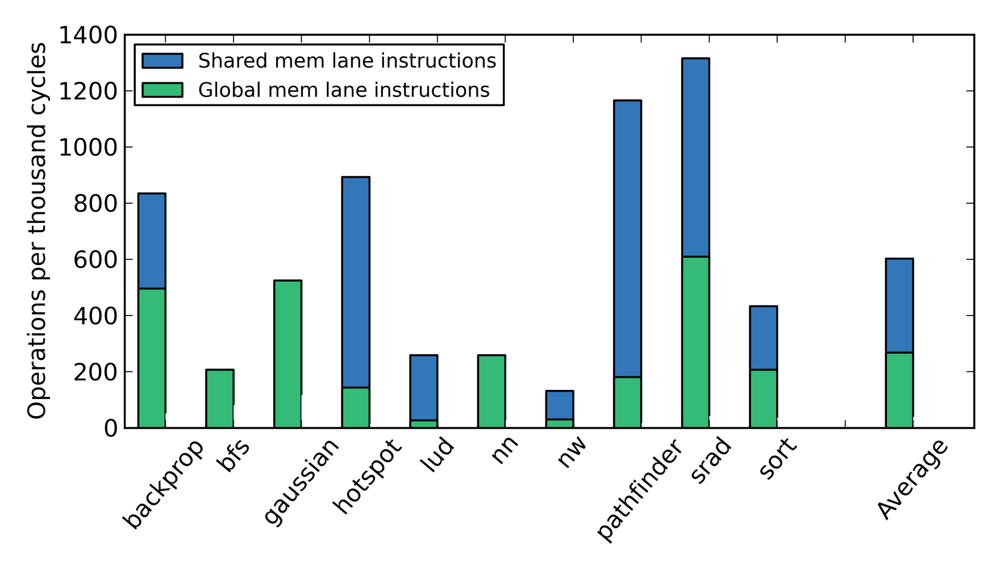 Operations per thousand cycles
1400
1200
1000
800
600
400
200
0
Shared mem lane instructions
Global mem lane instructions
backprop
bfs
gaussian
hotspot
lud
nn
nw
pathfinder
srad
sort
Average